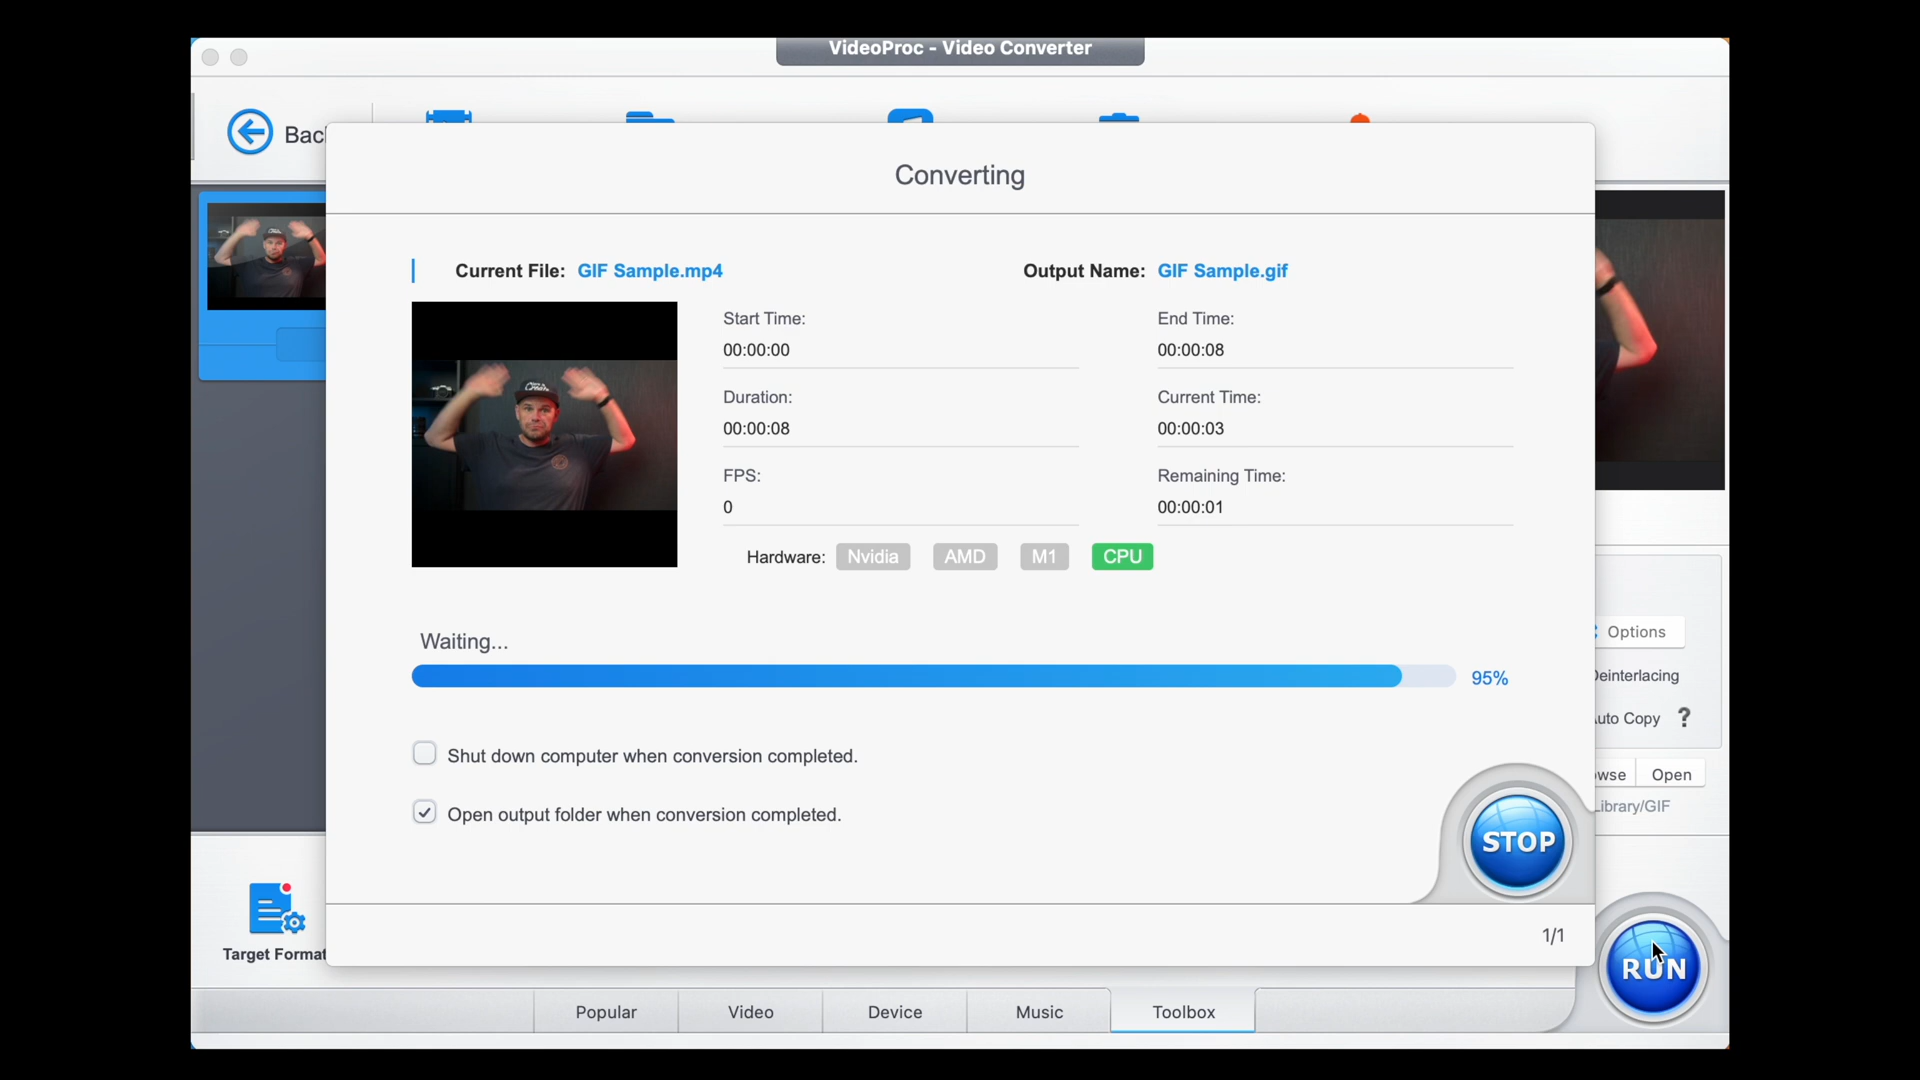 VideoProc - Video Converter
Bac
Converting
Current File: GIF Sample.mp4
Output Name: GIF Sample.gif
Start Time:
00:00:00
End Time:
00:00:08
Duration:
00:00:08
Current Time:
00:00:03
FPS:
0
Remaining Time:
00:00:01
Hardware: Nvidia AMD M1 CPU
Options
Waiting...
95%
Deinterlacing
uto Copy ?
Shut down computer when conversion completed.
wse Open
Open output folder when conversion completed.
Library/GIF
STOP
1/1
Target Format
RUN
Popular Video Device Music Toolbox